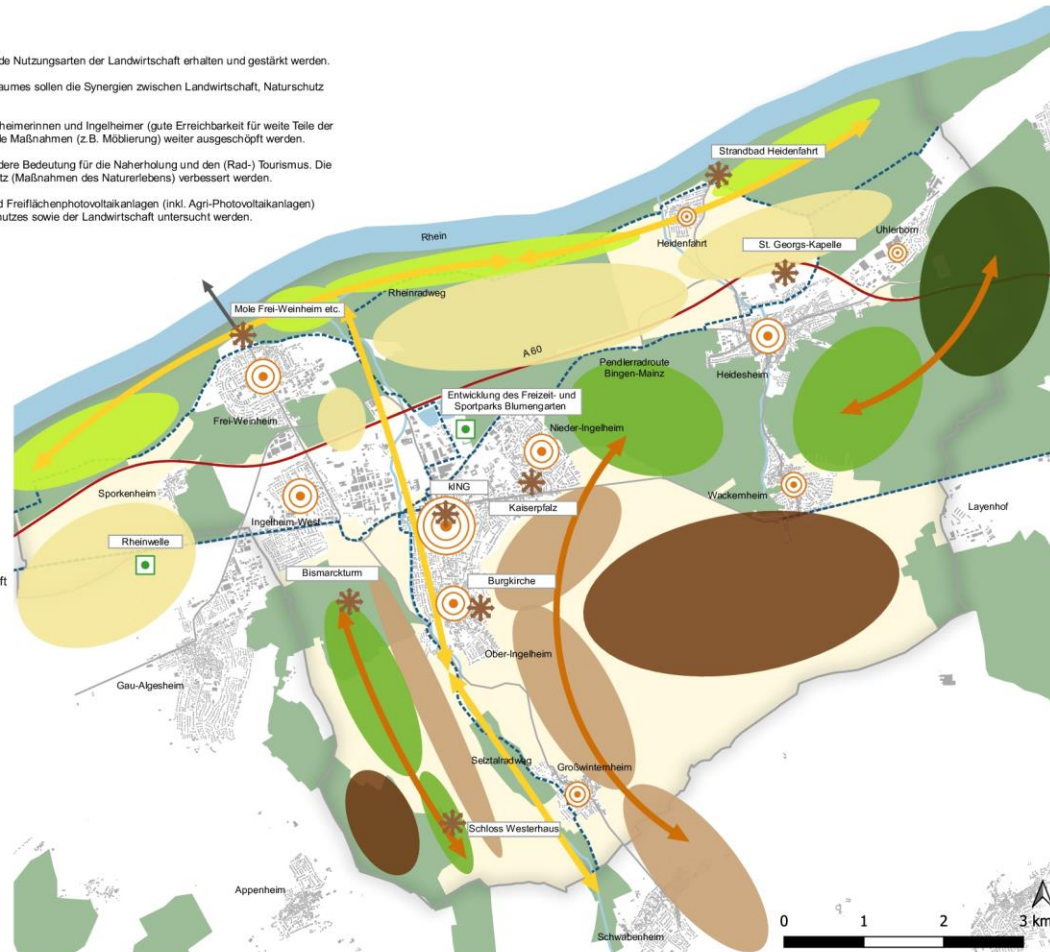 de Nutzungsarten der Landwirtschaft erhalten und gestärkt werden.
aumes sollen die Synergien zwischen Landwirtschaft, Naturschutz
heimerinnen und Ingelheimer (gute Erreichbarkeit für weite Teile der
de Maßnahmen (z.B. Möblierung) weiter ausgeschöpft werden.
dere Bedeutung für die Naherholung und den (Rad-) Tourismus. Die
tz (Maßnahmen des Naturerlebens) verbessert werden.
d Freiflächenphotovoltaikanlagen (inkl. Agri-Photovoltaikanlagen)
hutzes sowie der Landwirtschaft untersucht werden.
Strandbad Heidenfahrt
Rhein
Heidenfahrt
Uhlerborn
St. Georgs-Kapelle
Rheinradweg
Mole Frei-Weinheim etc.
A 60
Pendlerradroute
Bingen-Mainz
Heidesheim
Entwicklung des Freizeit- und
Sportparks Blumengarten
Frei-Weinheim
Nieder-Ingelheim
kING
Sporkenheim
Wackernheim
Kaiserpfalz
Layenhof
Ingelheim-West
Rheinwelle
Bismarckturm
Burgkirche
ft
Ober-Ingelheim
Gau-Algesheim
Selztalradweg
Großwinternheim
Schloss Westerhaus
Appenheim
Schwabenheim
0 1 2 3 km